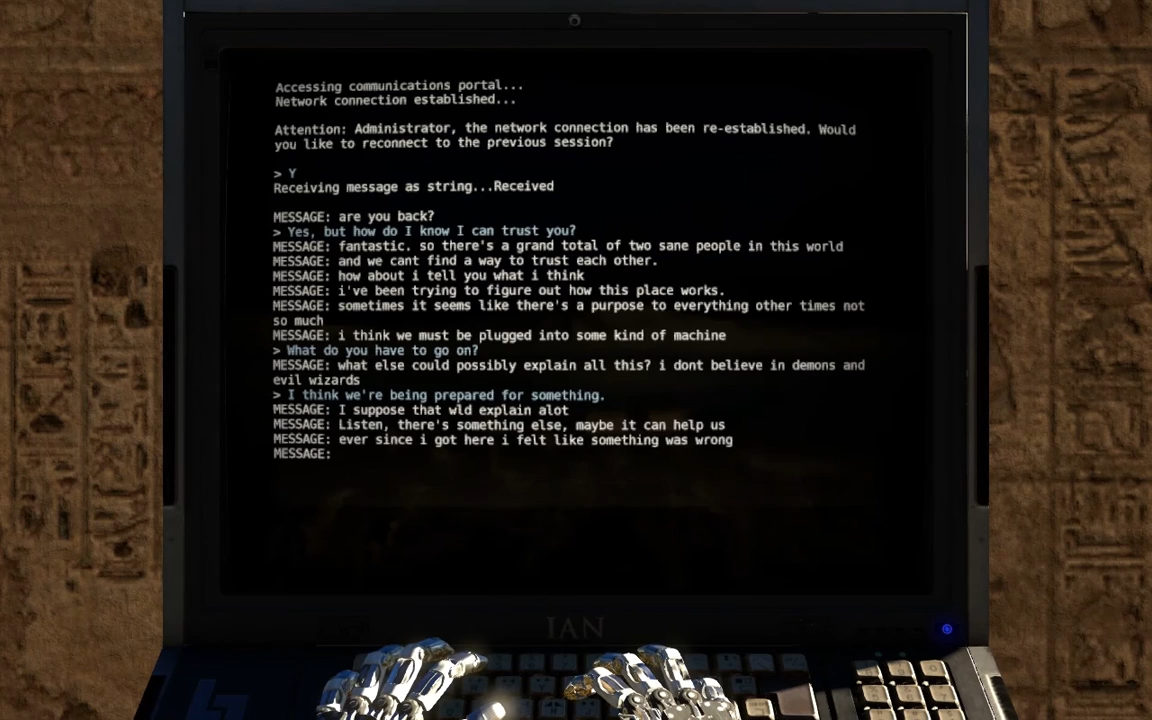 Accessing communications portal...
Network connection established...
Attention: Administrator, the network connection has been re-established. Would
you like to reconnect to the previous session?
> Y
Receiving message as string...Received
MESSAGE: are you back?
> Yes, but how do I know I can trust you?
MESSAGE: fantastic. so there's a grand total of two sane people in this world
MESSAGE: and we cant find a way to trust each other.
MESSAGE: how about i tell you what i think
MESSAGE: i've been trying to figure out how this place works.
MESSAGE: sometimes it seems like there's a purpose to everything other times not
so much
MESSAGE: i think we must be plugged into some kind of machine
> What do you have to go on?
MESSAGE: what else could possibly explain all this? i dont believe in demons and
evil wizards
> I think we're being prepared for something.
MESSAGE: I suppose that wld explain alot
MESSAGE: Listen, there's something else, maybe it can help us
MESSAGE: ever since i got here i felt like something was wrong
MESSAGE:
IAN